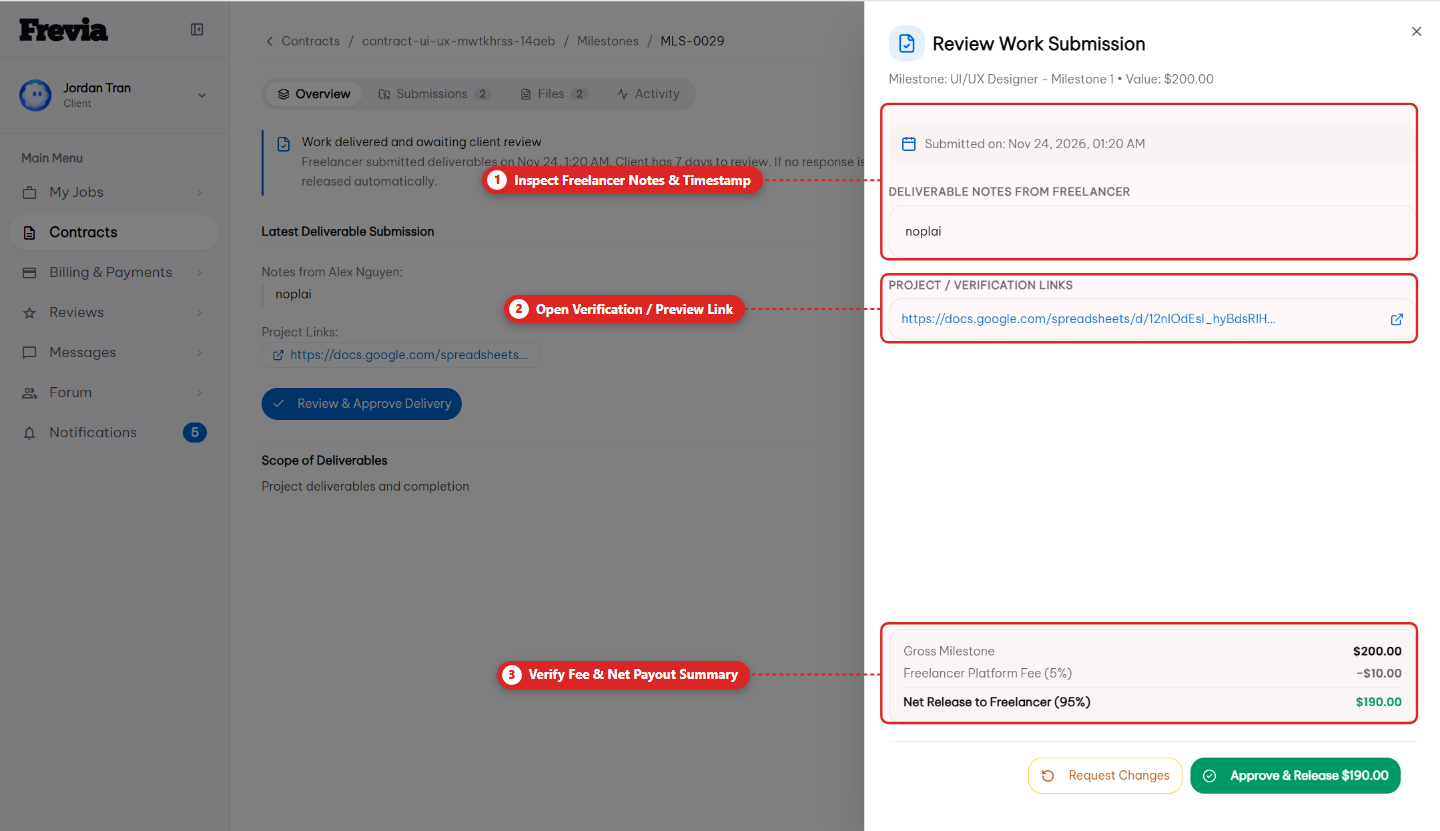 Frevia
Jordan Tran
Client
Main Menu
My Jobs
Contracts
Billing & Payments
Reviews
Messages
Forum
Notifications
5
Contracts / contract-ui-ux-mwtkhrss-14aeb / Milestones / MLS-0029
Overview
Submissions 2
Files 2
Activity
Work delivered and awaiting client review
Freelancer submitted deliverables on Nov 24, 1:20 AM. Client has 7 days to review. If no response is
released automatically.
1 Inspect Freelancer Notes & Timestamp
Latest Deliverable Submission
Notes from Alex Nguyen:
noplai
2 Open Verification / Preview Link
Project Links:
https://docs.google.com/spreadsheets...
Review & Approve Delivery
Scope of Deliverables
Project deliverables and completion
3 Verify Fee & Net Payout Summary
Review Work Submission
Milestone: UI/UX Designer - Milestone 1 • Value: $200.00
Submitted on: Nov 24, 2026, 01:20 AM
DELIVERABLE NOTES FROM FREELANCER
noplai
PROJECT / VERIFICATION LINKS
https://docs.google.com/spreadsheets/d/12nlOdEsl_hyBdsRlH...
Gross Milestone $200.00
Freelancer Platform Fee (5%) -$10.00
Net Release to Freelancer (95%) $190.00
Request Changes
Approve & Release $190.00